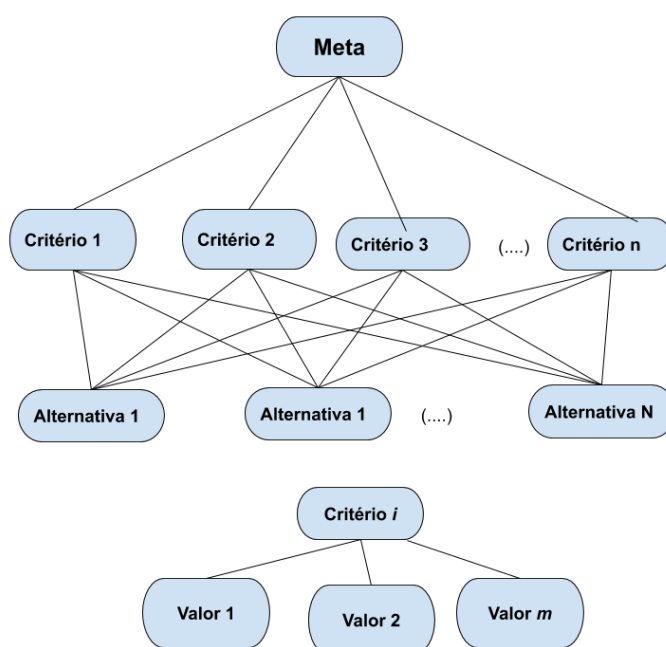 Meta
Critério 1
Critério 2
Critério 3
(....)
Critério n
Alternativa 1
Alternativa 1
(....)
Alternativa N
Critério i
Valor 1
Valor 2
Valor m